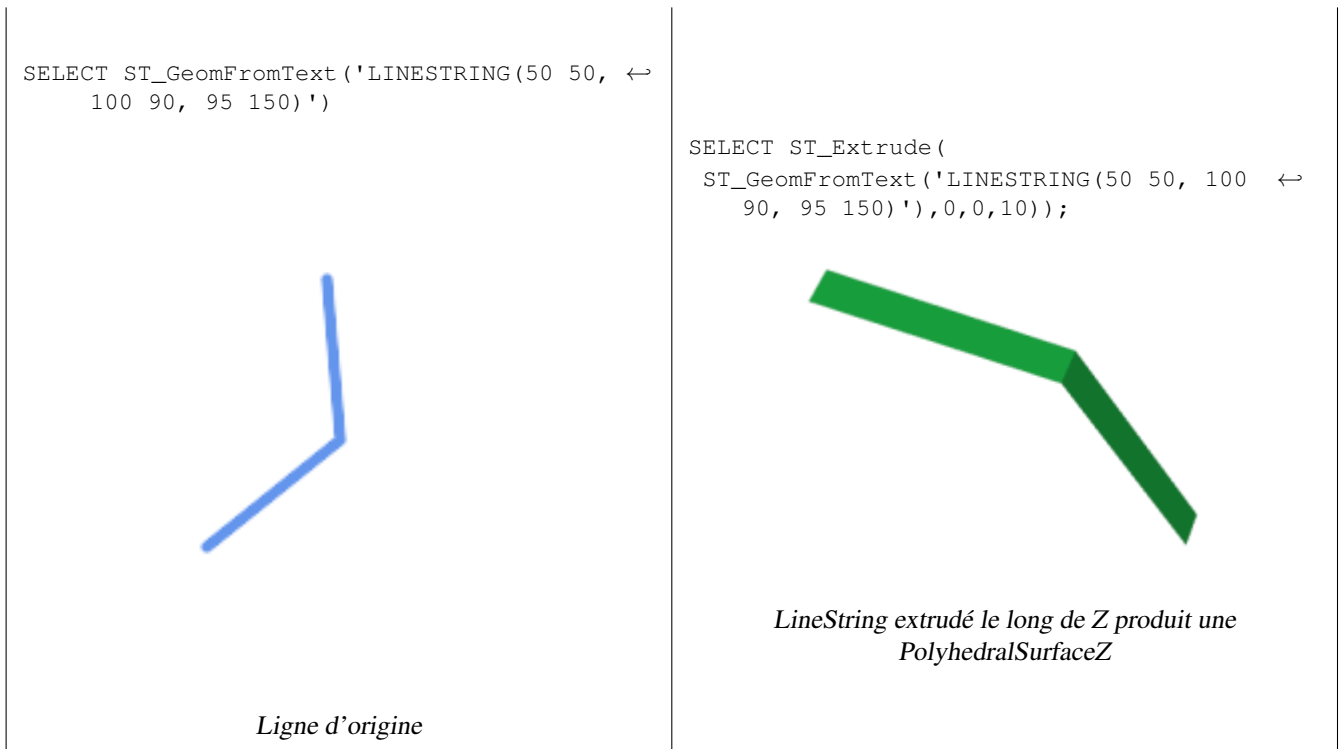 SELECT ST_GeomFromText('LINESTRING(50 50, ↩
100 90, 95 150)')
Ligne d'origine
SELECT ST_Extrude(
ST_GeomFromText('LINESTRING(50 50, 100 ↩
90, 95 150)'),0,0,10));
LineString extrudé le long de Z produit une
PolyhedralSurfaceZ